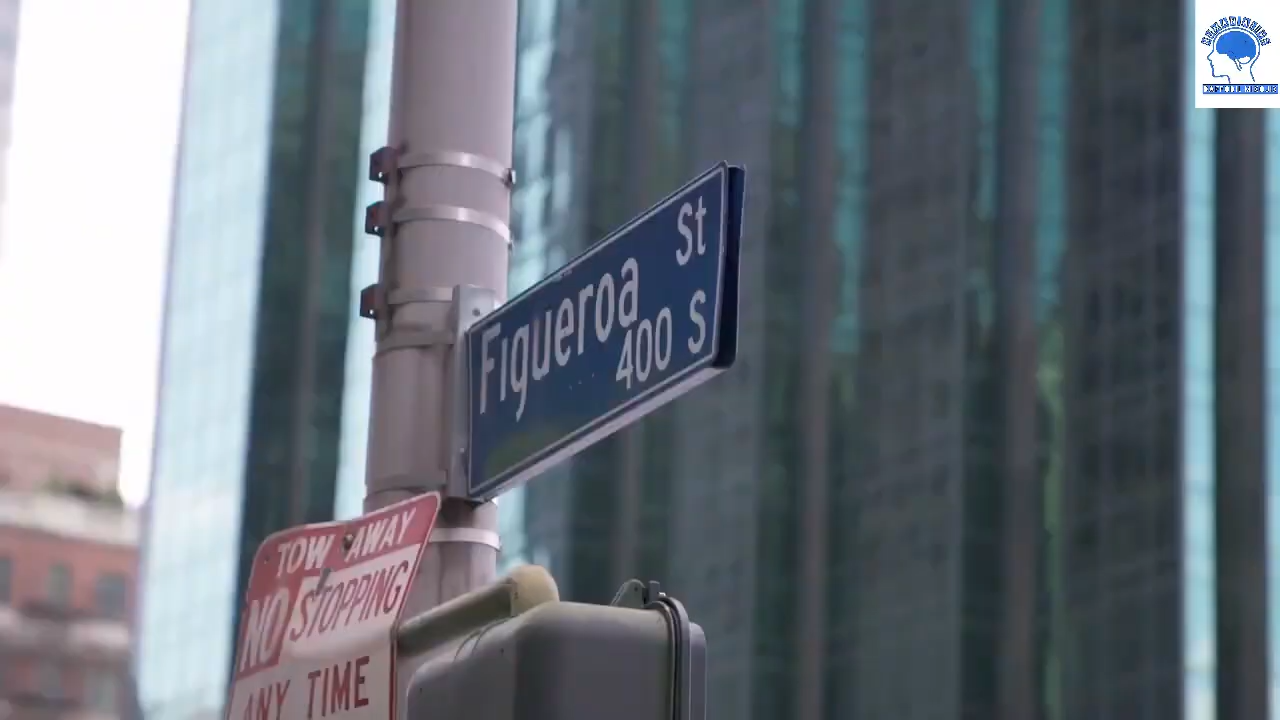 Figueroa St
400 S
TOW AWAY
NO STOPPING
ANY TIME